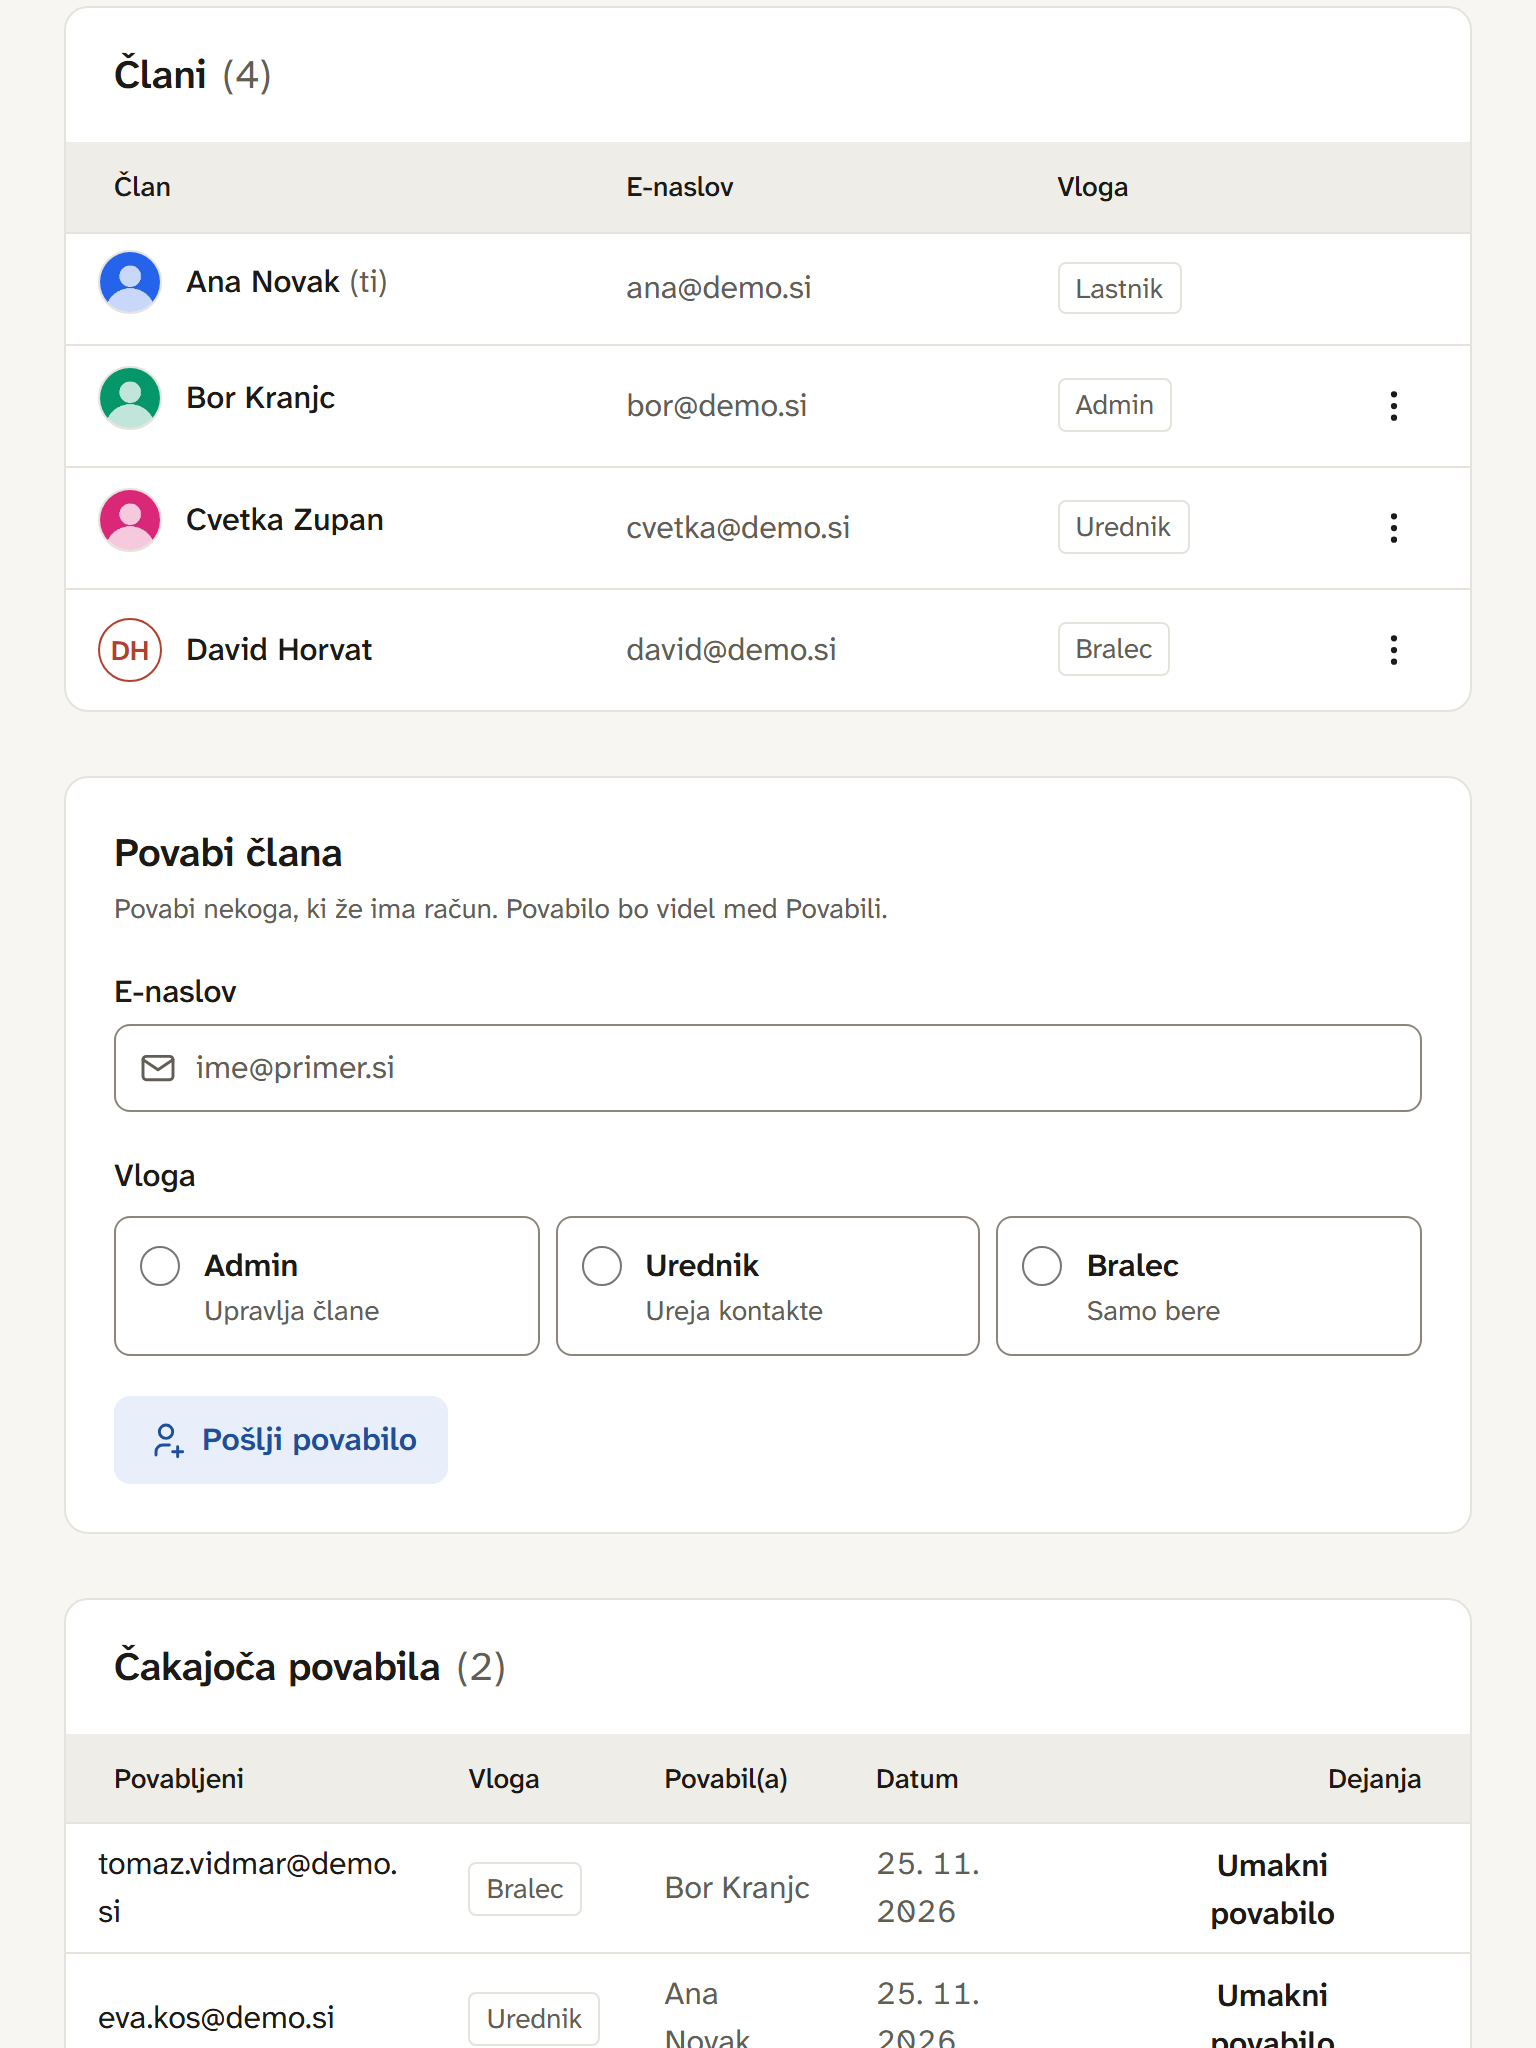 Člani (4)
Član E-naslov Vloga
Ana Novak (ti) ana@demo.si Lastnik
Bor Kranjc bor@demo.si Admin
Cvetka Zupan cvetka@demo.si Urednik
DH David Horvat david@demo.si Bralec
Povabi člana
Povabi nekoga, ki že ima račun. Povabilo bo videl med Povabili.
E-naslov
ime@primer.si
Vloga
Admin
Upravlja člane
Urednik
Ureja kontakte
Bralec
Samo bere
Pošlji povabilo
Čakajoča povabila (2)
Povabljeni Vloga Povabil(a) Datum Dejanja
tomaz.vidmar@demo.
si
Bralec
Bor Kranjc
25. 11.
2026
Umakni
povabilo
eva.kos@demo.si
Urednik
Ana
Novak
25. 11.
2026
Umakni
povabilo